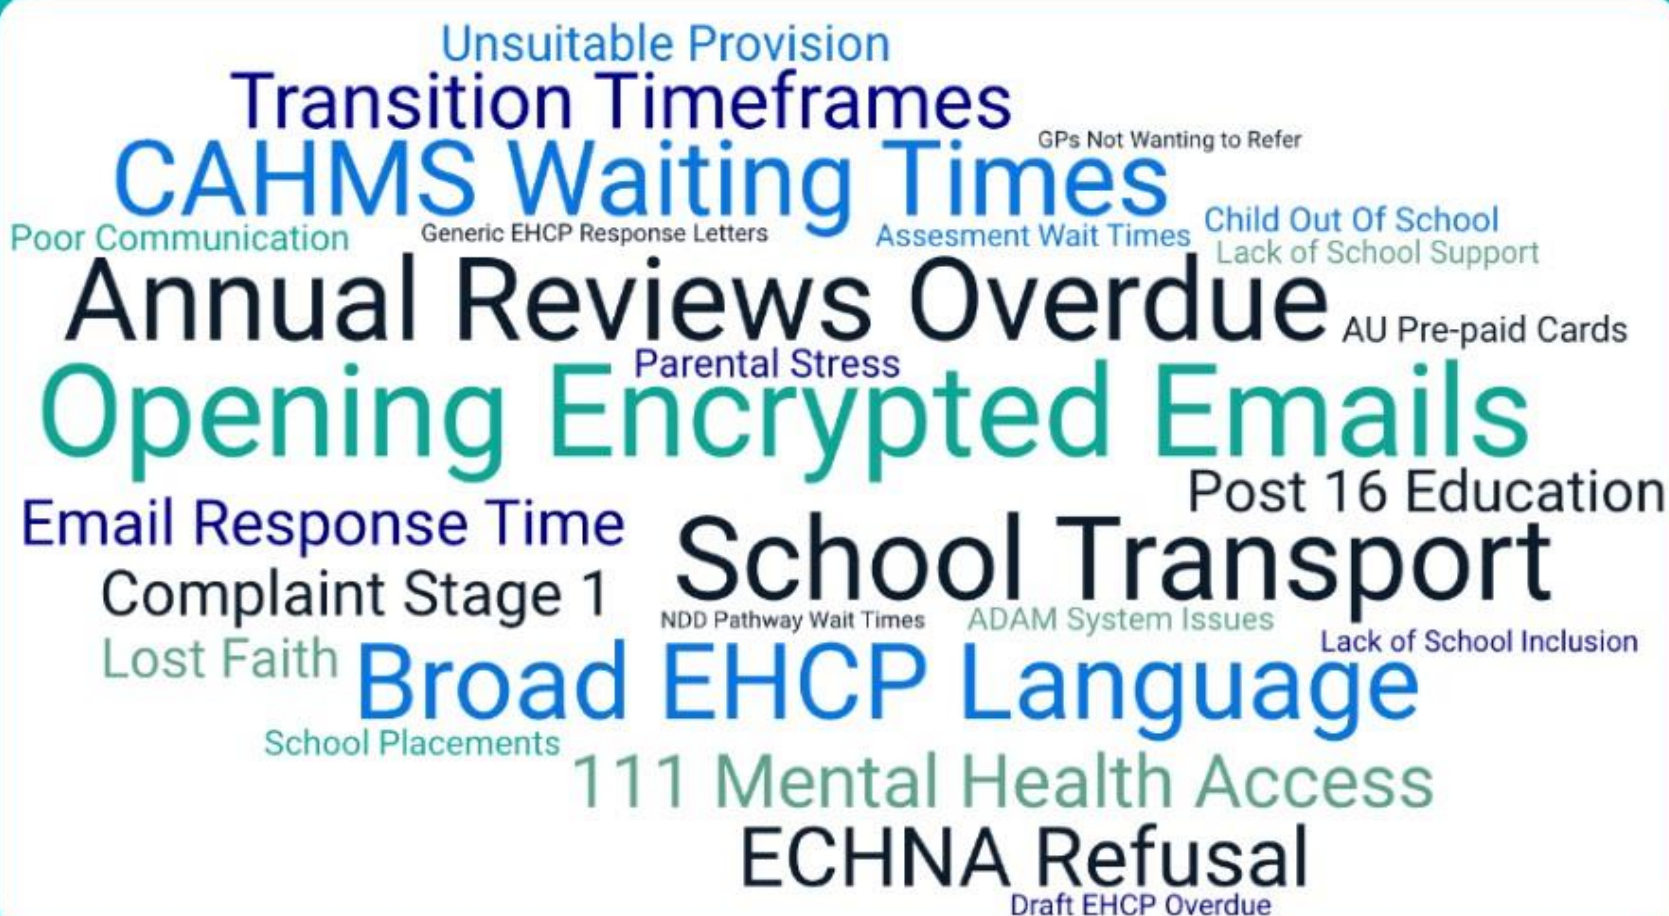 Unsuitable Provision
Transition Timeframes
GPs Not Wanting to Refer
CAHMS Waiting Times
Child Out Of School
Poor Communication
Generic EHCP Response Letters
Assesment Wait Times
Lack of School Support
Annual Reviews Overdue
AU Pre-paid Cards
Parental Stress
Opening Encrypted Emails
Post 16 Education
Email Response Time
School Transport
Complaint Stage 1
NDD Pathway Wait Times
ADAM System Issues
Lack of School Inclusion
Lost Faith
Broad EHCP Language
School Placements
111 Mental Health Access
ECHNA Refusal
Draft EHCP Overdue